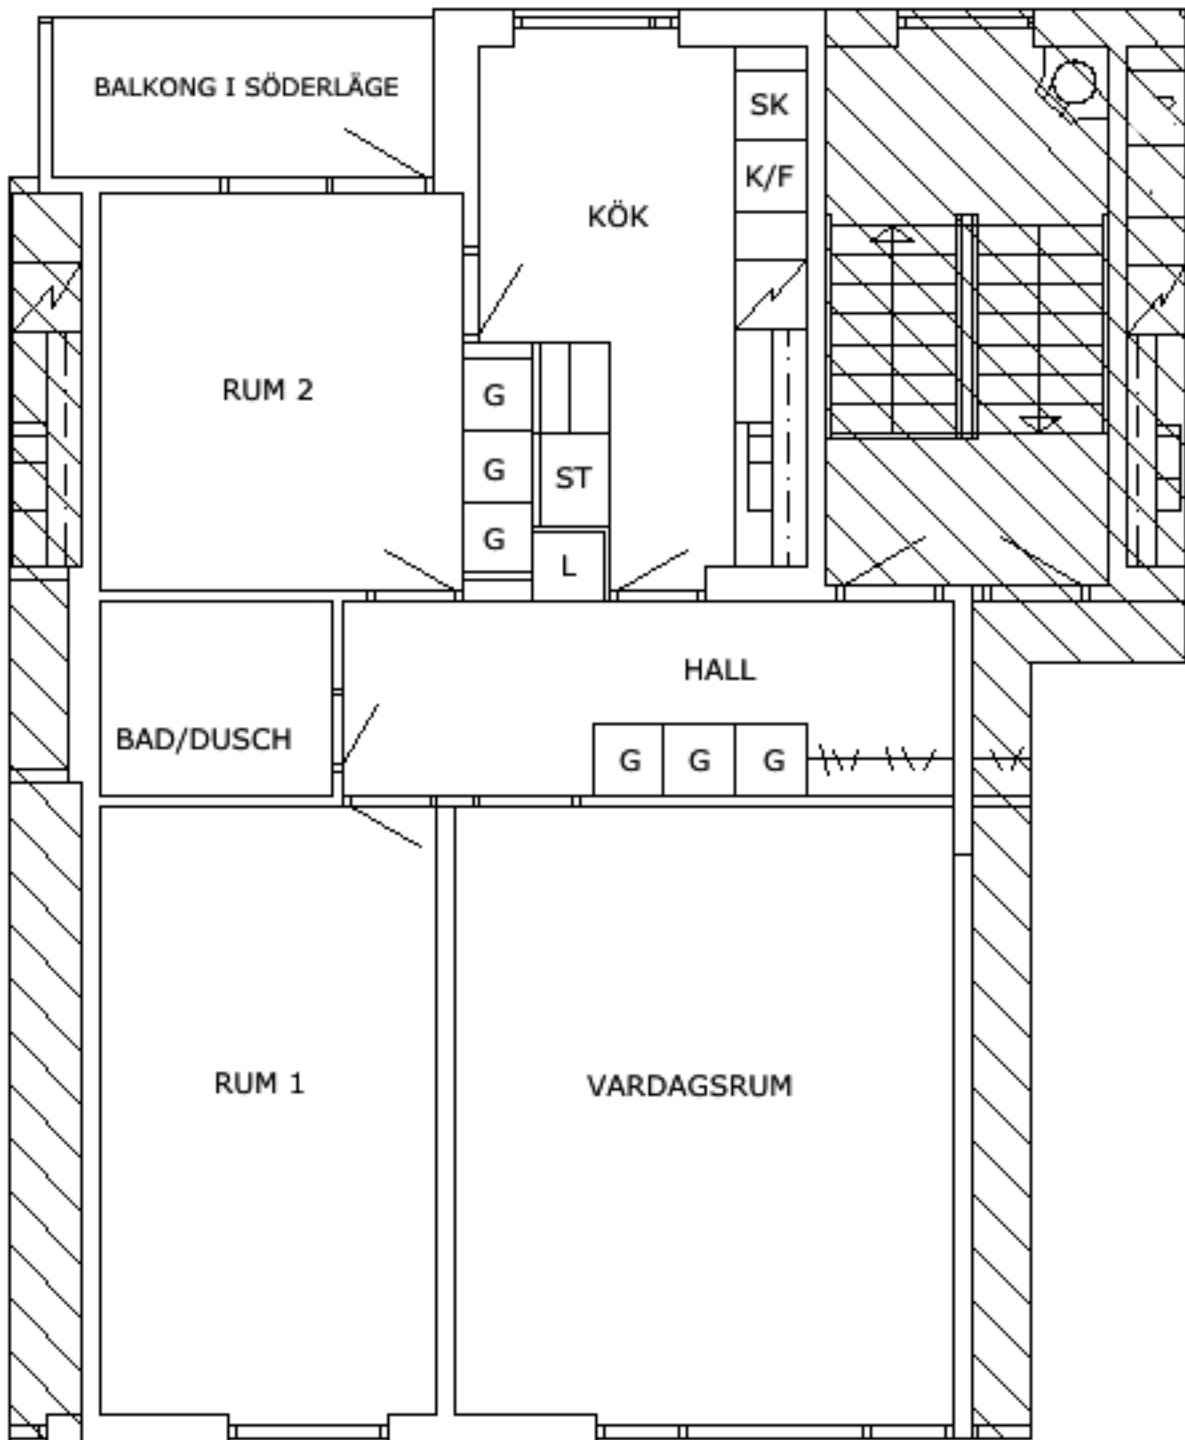 BALKONG I SÖDERLÄGE
SK
K/F
KÖK
RUM 2
G
G
ST
G
L
HALL
BAD/DUSCH
G G G
RUM 1
VARDAGSRUM